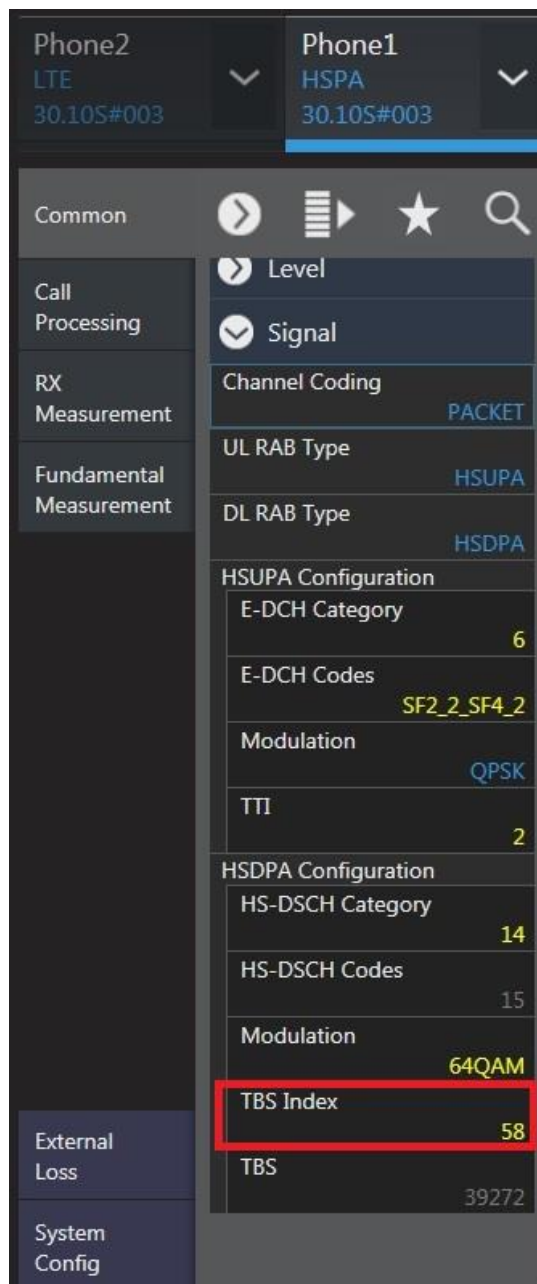 Phone2
LTE
30.10S#003
Phone1
HSPA
30.10S#003
Common
Call
Processing
RX
Measurement
Fundamental
Measurement
External
Loss
System
Config
Level
Signal
Channel Coding
PACKET
UL RAB Type
HSUPA
DL RAB Type
HSDPA
HSUPA Configuration
E-DCH Category
6
E-DCH Codes
SF2_2_SF4_2
Modulation
QPSK
TTI
2
HSDPA Configuration
HS-DSCH Category
14
HS-DSCH Codes
15
Modulation
64QAM
TBS Index
58
TBS
39272